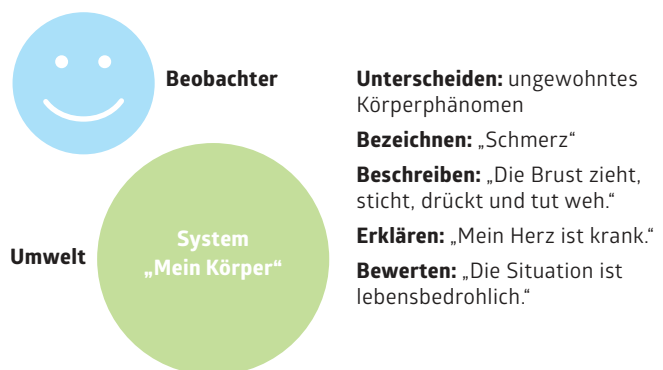 Beobachter
Umwelt
System
„Mein Körper“
Unterscheiden: ungewohntes
Körperphänomen
Bezeichnen: „Schmerz“
Beschreiben: „Die Brust zieht,
sticht, drückt und tut weh.“
Erklären: „Mein Herz ist krank.“
Bewerten: „Die Situation ist
lebensbedrohlich.“